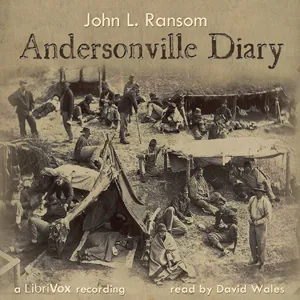 John L. Ransom
Andersonville Diary
a LibriVox recording
read by David Wales